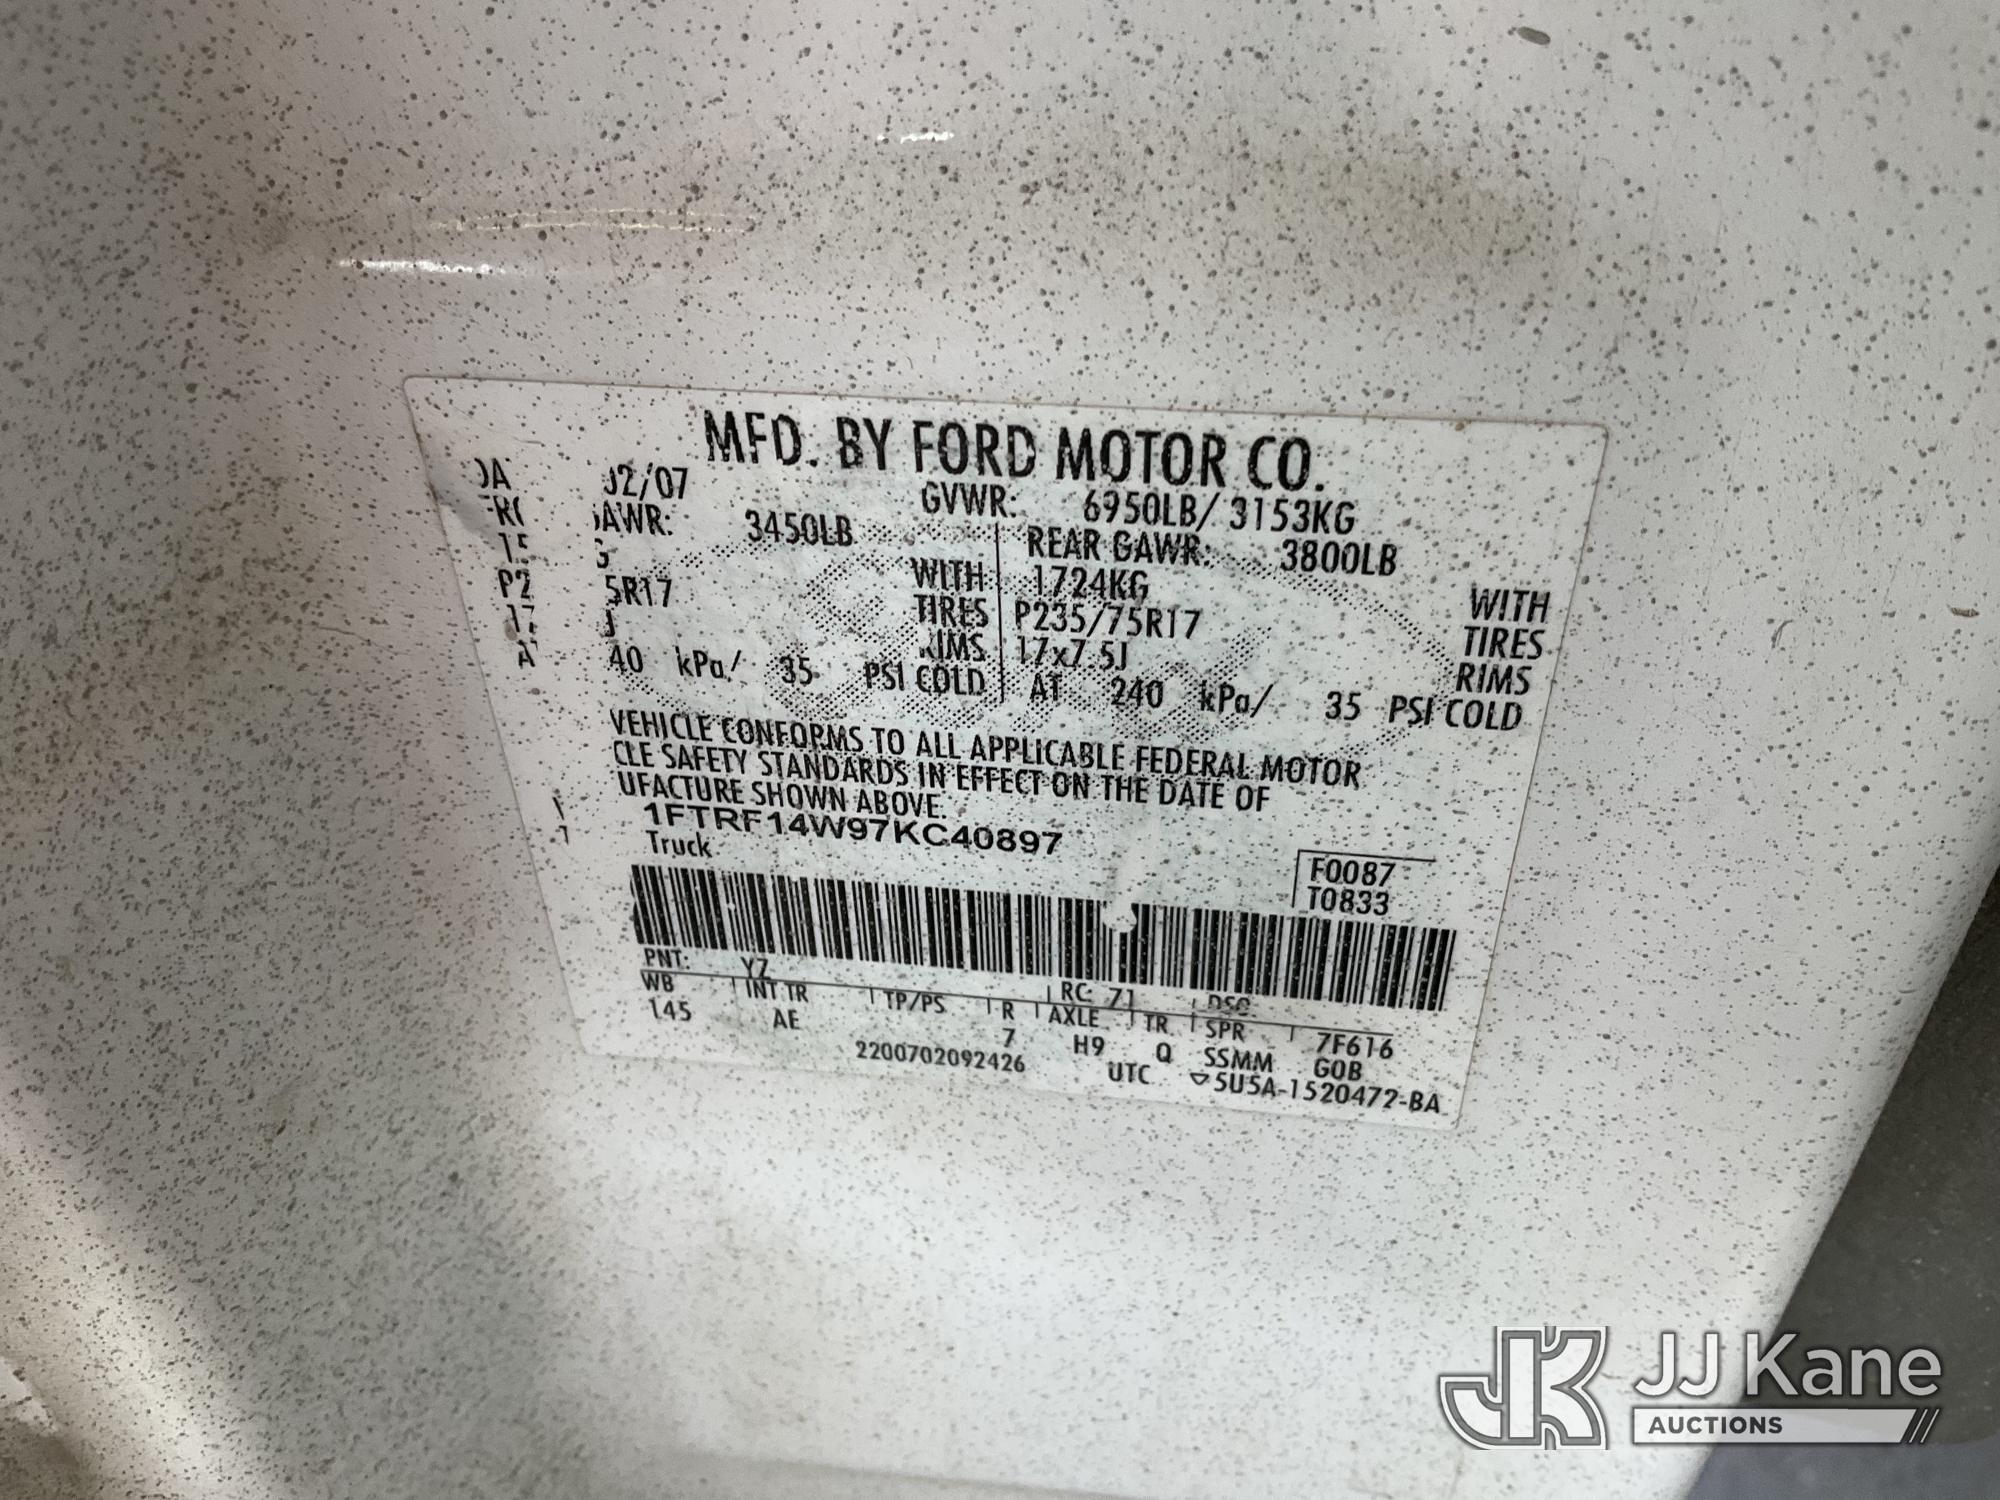 MFD. BY FORD MOTOR CO.
02/07 GVWR: 6950LB/ 3153KG
GAWR: 3450LB REAR GAWR: 3800LB
WITH 1724KG WITH
5R17 TIRES P235/75R17 TIRES
RIMS 17x7.5J RIMS
40 kPa/ 35 PSI COLD AT 240 kPa/ 35 PSI COLD
VEHICLE CONFORMS TO ALL APPLICABLE FEDERAL MOTOR
CLE SAFETY STANDARDS IN EFFECT ON THE DATE OF
UFACTURE SHOWN ABOVE.
1FTRF14W97KC40897
Truck
F0087
T0833
PNT: YZ RC: 71 DSO:
WB INT TR TP/PS R AXLE TR SPR 7F616
145 AE 7 H9 Q SSMM GOB
2200702092426 UTC ▽5U5A-1520472-BA
JK JJ Kane
AUCTIONS